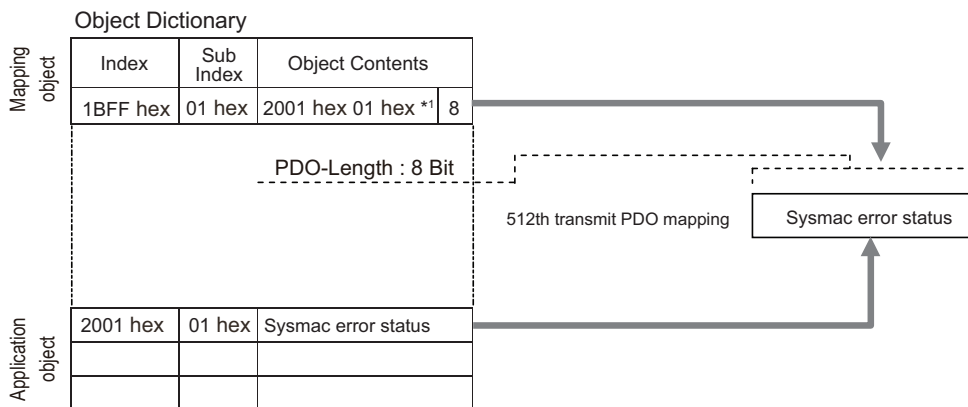 Object Dictionary
Mapping
object
Index
Sub
Index
Object Contents
1BFF hex
01 hex
2001 hex 01 hex *1
8
PDO-Length : 8 Bit
512th transmit PDO mapping
Sysmac error status
Application
object
2001 hex
01 hex
Sysmac error status